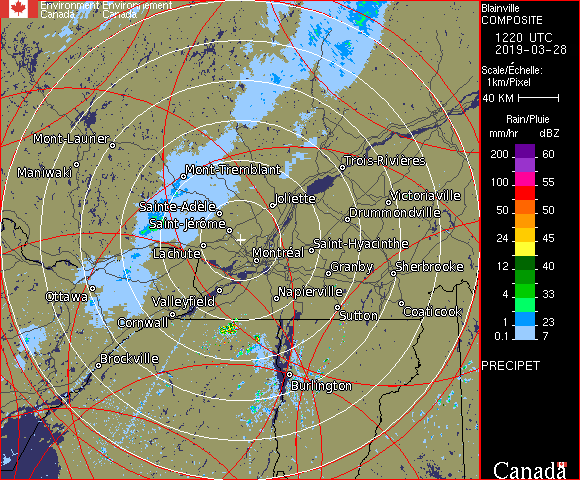 Environment Environnement
Canada Canada
Blainville
COMPOSITE
1220 UTC
2019-03-28
Scale/Échelle:
1km/Pixel
40 KM
Rain/Pluie
mm/hr dBZ
200 60
100 55
50 50
24 45
12 40
4 33
1 23
0.1 7
PRECIPET
Canada
Mont-Laurier
Maniwaki
Mont-Tremblant
Trois-Rivières
Sainte-Adèle
Joliette
Victoriaville
Drummondville
Saint-Jérôme
Lachute
Montréal
Saint-Hyacinthe
Granby
Sherbrooke
Ottawa
Valleyfield
Napierville
Cornwall
Sutton
Coaticook
Brockville
Burlington